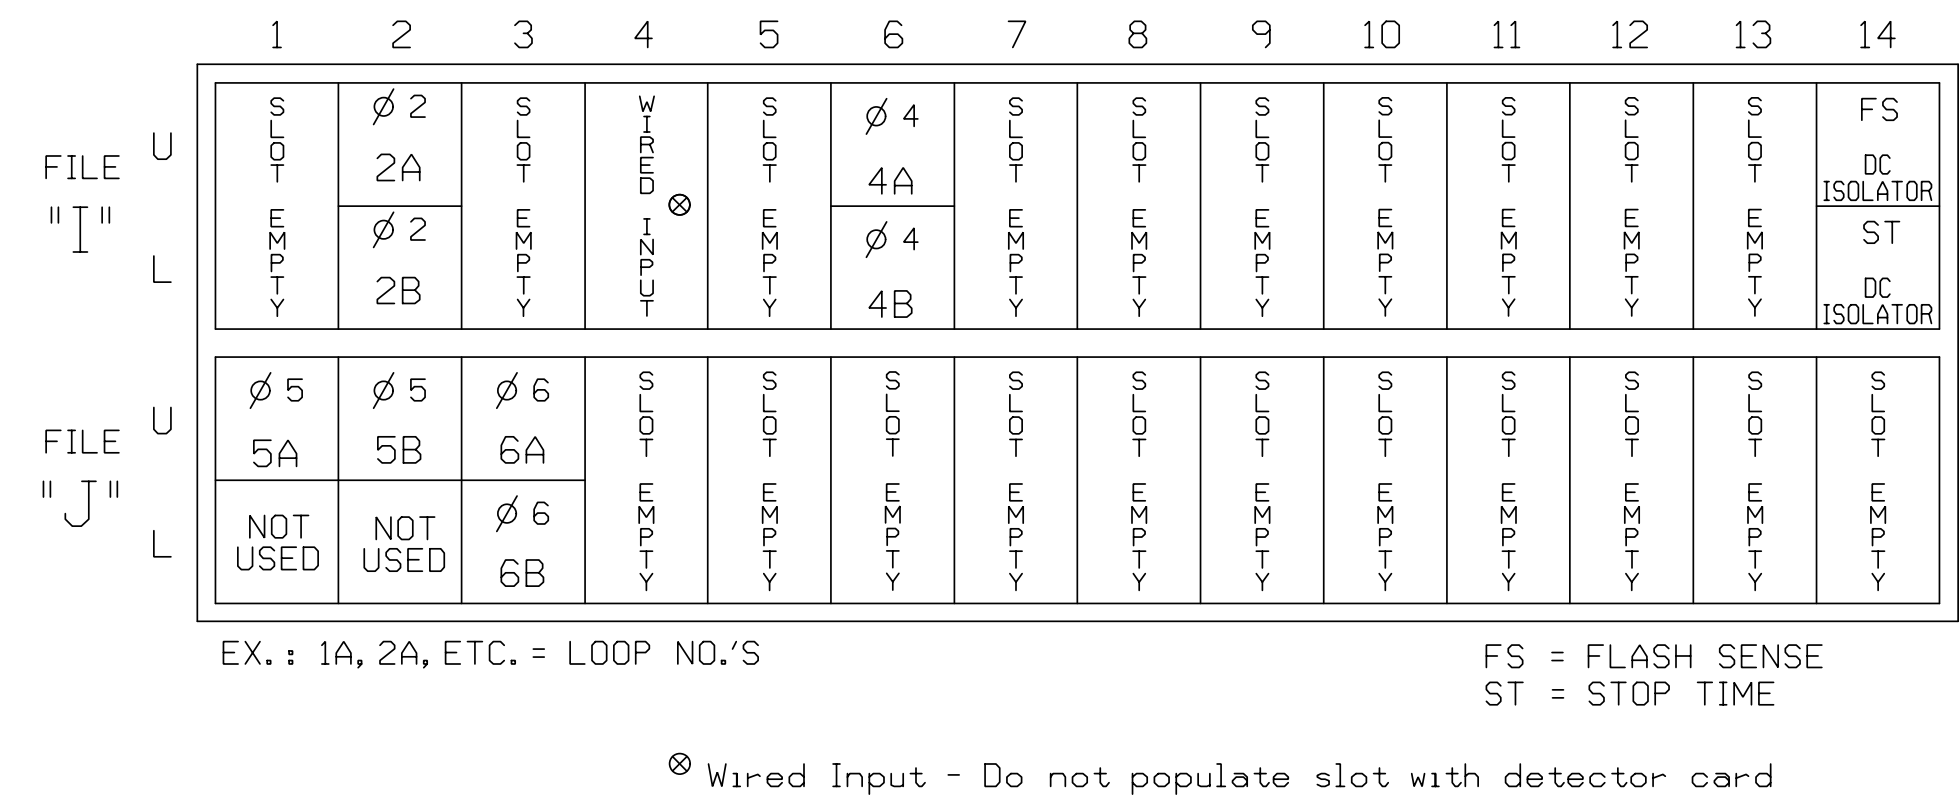 1 2 3 4 5 6 7 8 9 10 11 12 13 14
FILE "I"
U
L
SLOT EMPTY
Ø 2
2A
Ø 2
2B
SLOT EMPTY
WIRED INPUT ⊗
SLOT EMPTY
Ø 4
4A
Ø 4
4B
SLOT EMPTY
SLOT EMPTY
SLOT EMPTY
SLOT EMPTY
SLOT EMPTY
SLOT EMPTY
SLOT EMPTY
FS
DC
ISOLATOR
ST
DC
ISOLATOR
FILE "J"
U
L
Ø 5
5A
NOT
USED
Ø 5
5B
NOT
USED
Ø 6
6A
Ø 6
6B
SLOT EMPTY
SLOT EMPTY
SLOT EMPTY
SLOT EMPTY
SLOT EMPTY
SLOT EMPTY
SLOT EMPTY
SLOT EMPTY
SLOT EMPTY
SLOT EMPTY
SLOT EMPTY
EX.: 1A, 2A, ETC. = LOOP NO.'S
FS = FLASH SENSE
ST = STOP TIME
⊗ Wired Input - Do not populate slot with detector card